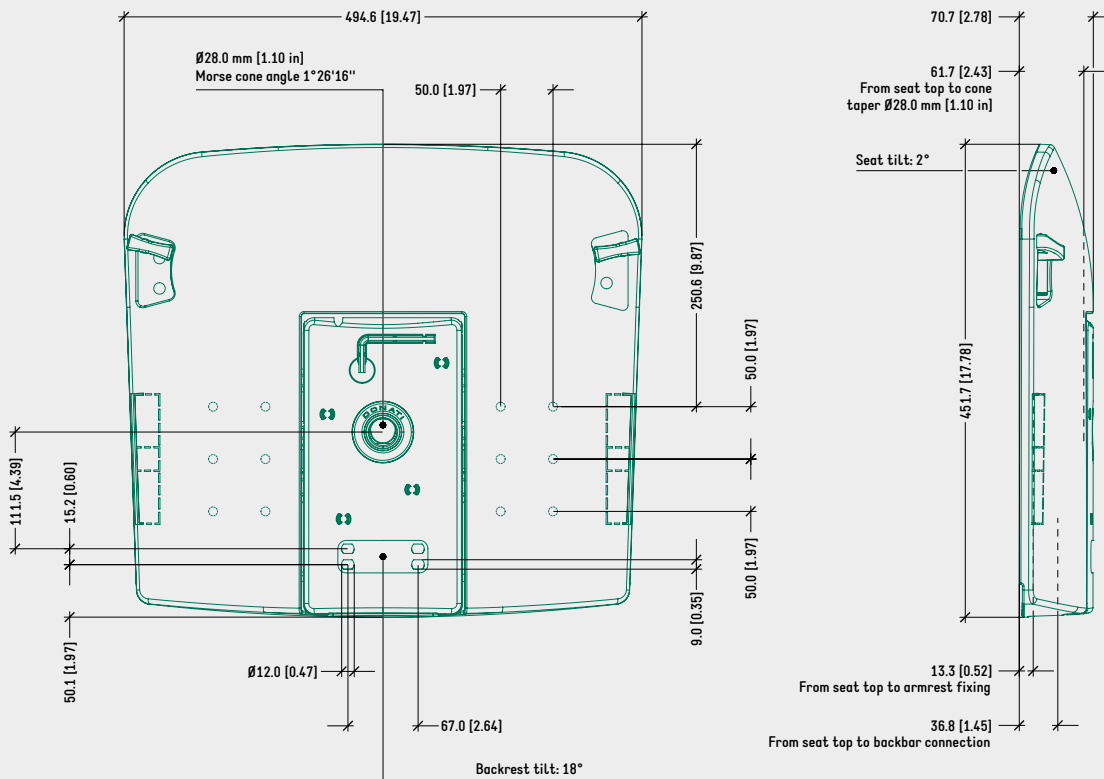 494.6 [19.47]
70.7 [2.78]
Ø28.0 mm [1.10 in]
Morse cone angle 1°26'16''
50.0 [1.97]
61.7 [2.43]
From seat top to cone
taper Ø28.0 mm [1.10 in]
Seat tilt: 2°
250.6 [9.87]
50.0 [1.97]
451.7 [17.78]
DONATI
111.5 [4.39]
15.2 [0.60]
50.0 [1.97]
9.0 [0.35]
50.1 [1.97]
Ø12.0 [0.47]
13.3 [0.52]
From seat top to armrest fixing
67.0 [2.64]
36.8 [1.45]
From seat top to backbar connection
Backrest tilt: 18°